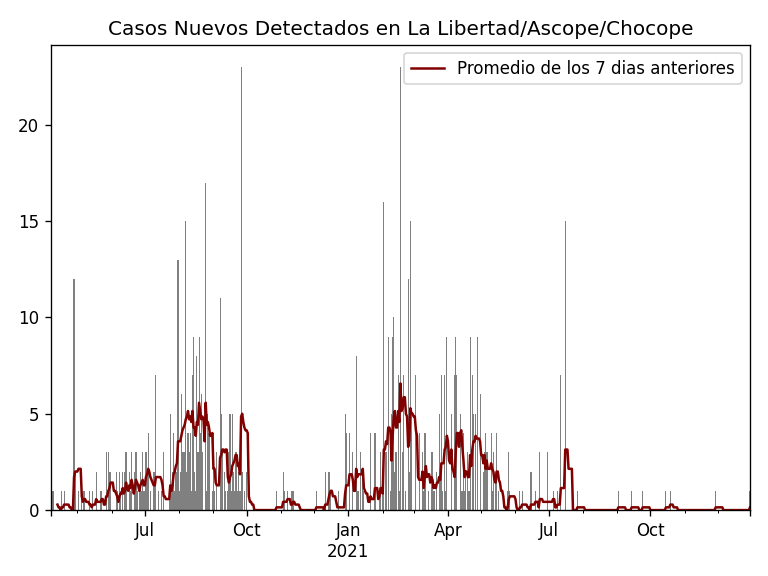 Casos Nuevos Detectados en La Libertad/Ascope/Chocope
Promedio de los 7 dias anteriores
20
15
10
5
0
Jul Oct Jan Apr Jul Oct
2021